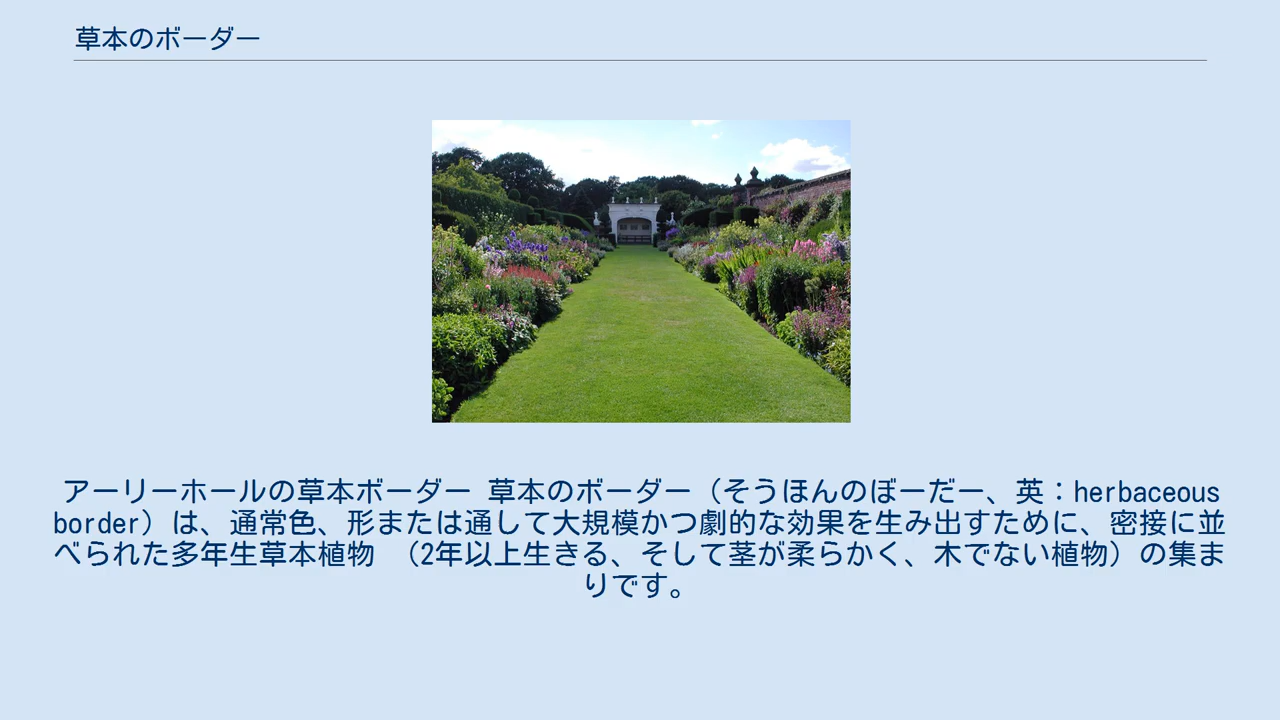 草本のボーダー
アーリーホールの草本ボーダー 草本のボーダー（そうほんのぼーだー、英：herbaceous
border）は、通常色、形または通して大規模かつ劇的な効果を生み出すために、密接に並
べられた多年生草本植物 （2年以上生きる、そして茎が柔らかく、木でない植物）の集ま
りです。